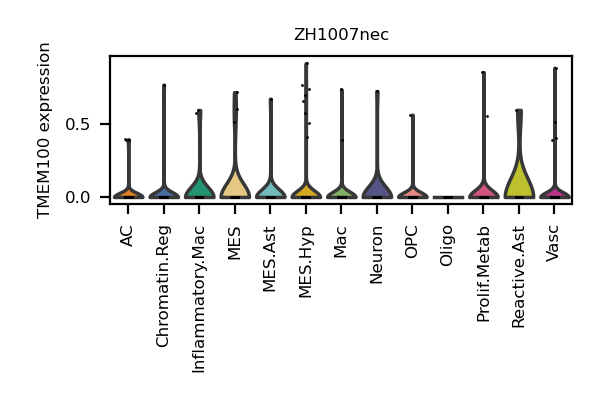 ZH1007nec
TMEM100 expression
0.5
0.0
AC
Chromatin.Reg
Inflammatory.Mac
MES
MES.Ast
MES.Hyp
Mac
Neuron
OPC
Oligo
Prolif.Metab
Reactive.Ast
Vasc